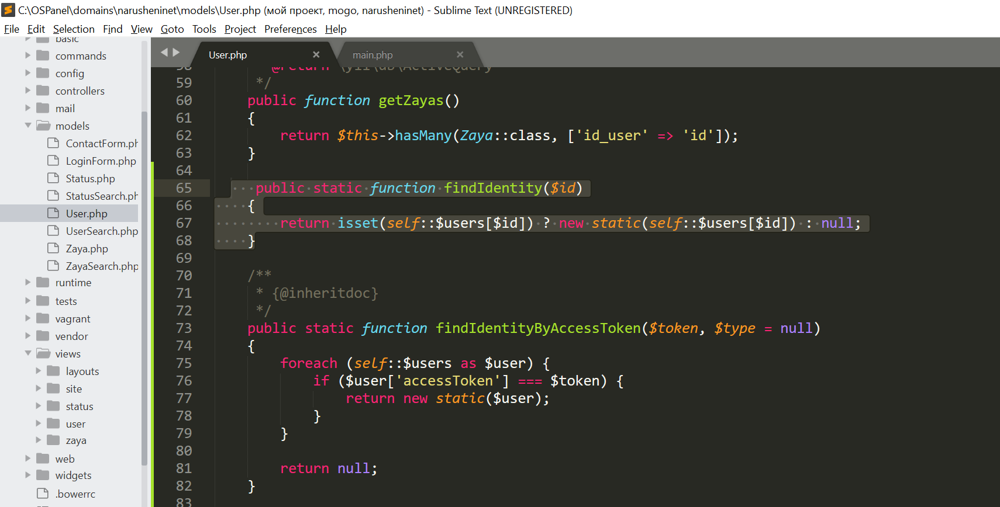 C:\OSPanel\domains\narusheninet\models\User.php (мой проект, mogo, narusheninet) - Sublime Text (UNREGISTERED)
File Edit Selection Find View Goto Tools Project Preferences Help
basic
commands
config
controllers
mail
models
ContactForm.ph
LoginForm.php
Status.php
StatusSearch.ph
User.php
UserSearch.php
Zaya.php
ZayaSearch.php
runtime
tests
vagrant
vendor
views
layouts
site
status
user
zaya
web
widgets
.bowerrc
User.php × main.php ×
58 @return \yii\db\ActiveQuery
59 */
60 public function getZayas()
61 {
62 return $this->hasMany(Zaya::class, ['id_user' => 'id']);
63 }
64
65 public static function findIdentity($id)
66 {
67 return isset(self::$users[$id]) ? new static(self::$users[$id]) : null;
68 }
69
70 /**
71 * {@inheritdoc}
72 */
73 public static function findIdentityByAccessToken($token, $type = null)
74 {
75 foreach (self::$users as $user) {
76 if ($user['accessToken'] === $token) {
77 return new static($user);
78 }
79 }
80
81 return null;
82 }
83